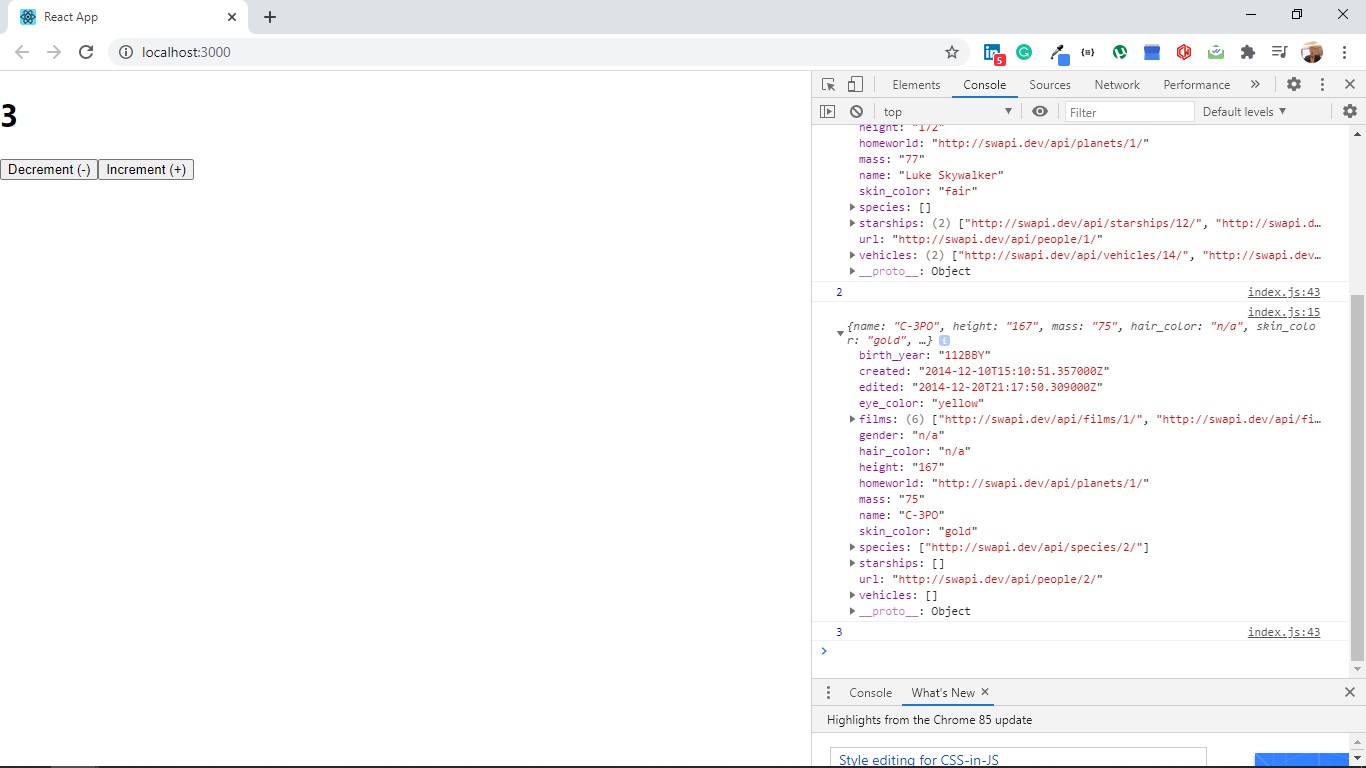 React App
localhost:3000
5
3
Decrement (-) Increment (+)
Elements Console Sources Network Performance
top Filter Default levels
height: "172"
homeworld: "http://swapi.dev/api/planets/1/"
mass: "77"
name: "Luke Skywalker"
skin_color: "fair"
species: []
starships: (2) ["http://swapi.dev/api/starships/12/", "http://swapi.d…
url: "http://swapi.dev/api/people/1/"
vehicles: (2) ["http://swapi.dev/api/vehicles/14/", "http://swapi.dev…
__proto__: Object
2 index.js:43
index.js:15
{name: "C-3PO", height: "167", mass: "75", hair_color: "n/a", skin_colo
r: "gold", …}
birth_year: "112BBY"
created: "2014-12-10T15:10:51.357000Z"
edited: "2014-12-20T21:17:50.309000Z"
eye_color: "yellow"
films: (6) ["http://swapi.dev/api/films/1/", "http://swapi.dev/api/fi…
gender: "n/a"
hair_color: "n/a"
height: "167"
homeworld: "http://swapi.dev/api/planets/1/"
mass: "75"
name: "C-3PO"
skin_color: "gold"
species: ["http://swapi.dev/api/species/2/"]
starships: []
url: "http://swapi.dev/api/people/2/"
vehicles: []
__proto__: Object
3 index.js:43
Console What's New
Highlights from the Chrome 85 update
Style editing for CSS-in-JS